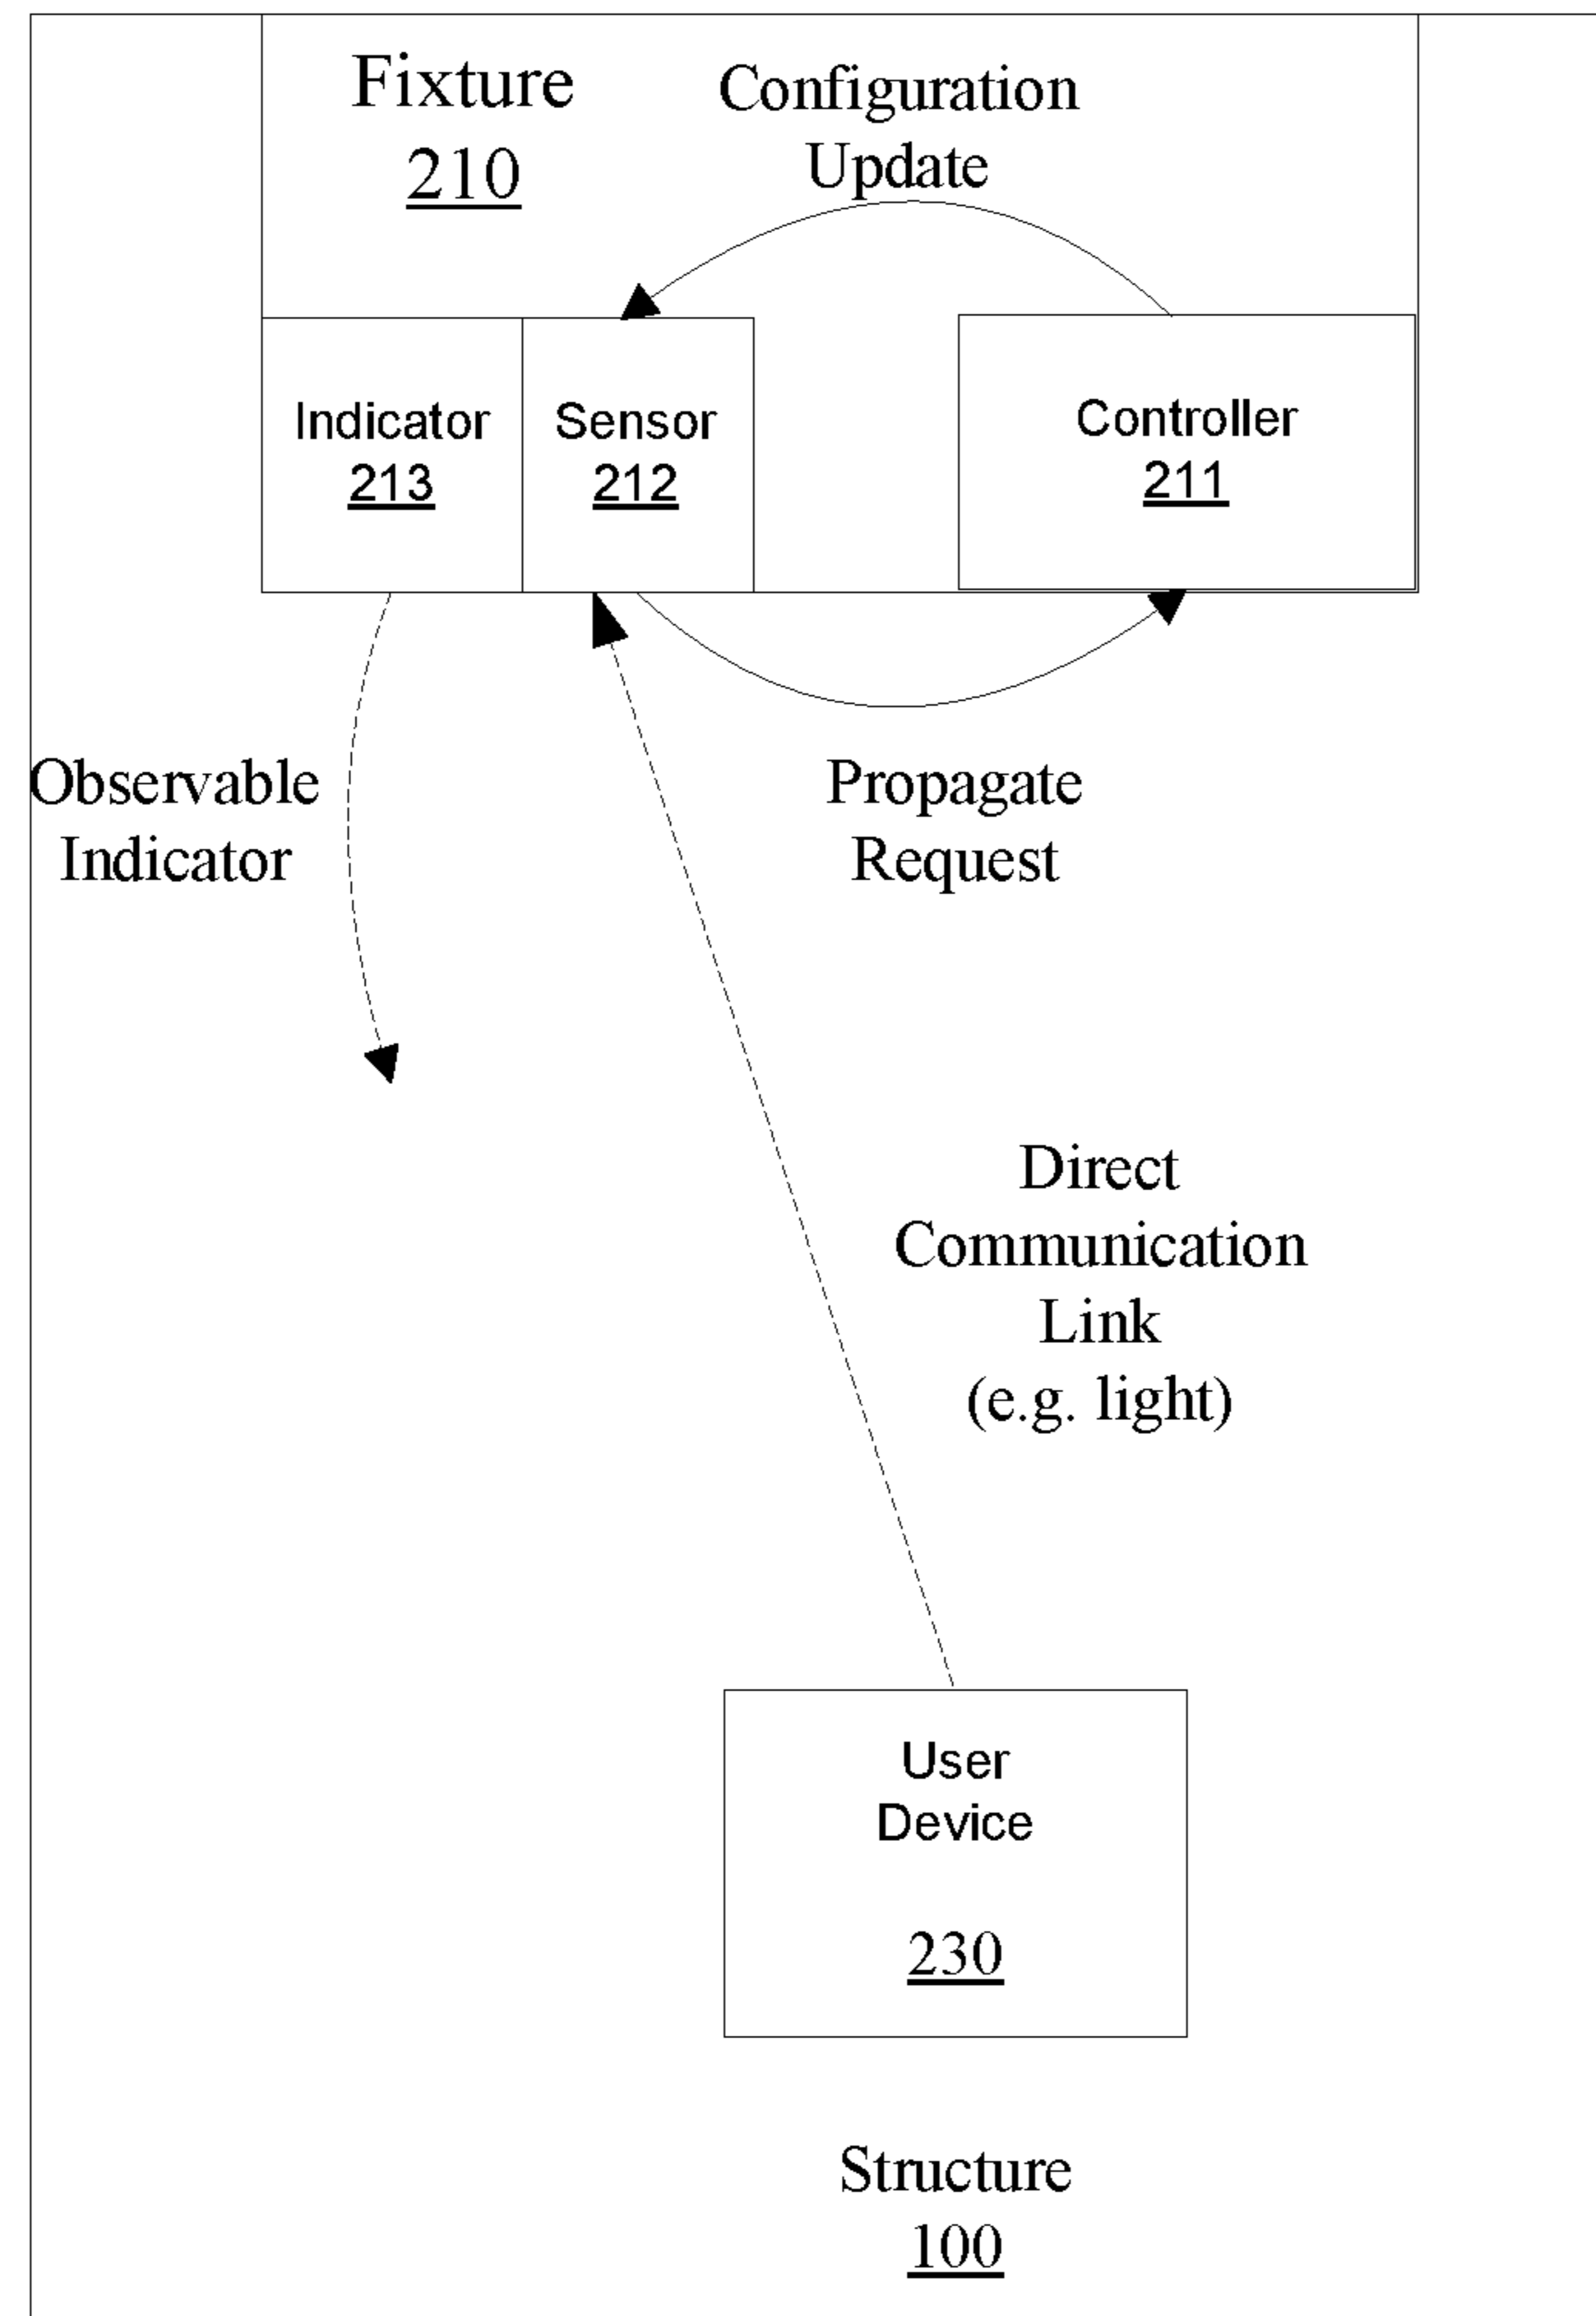 Fixture
210
Configuration
Update
Indicator
213
Sensor
212
Controller
211
Observable
Indicator
Propagate
Request
Direct
Communication
Link
(e.g. light)
User
Device
230
Structure
100